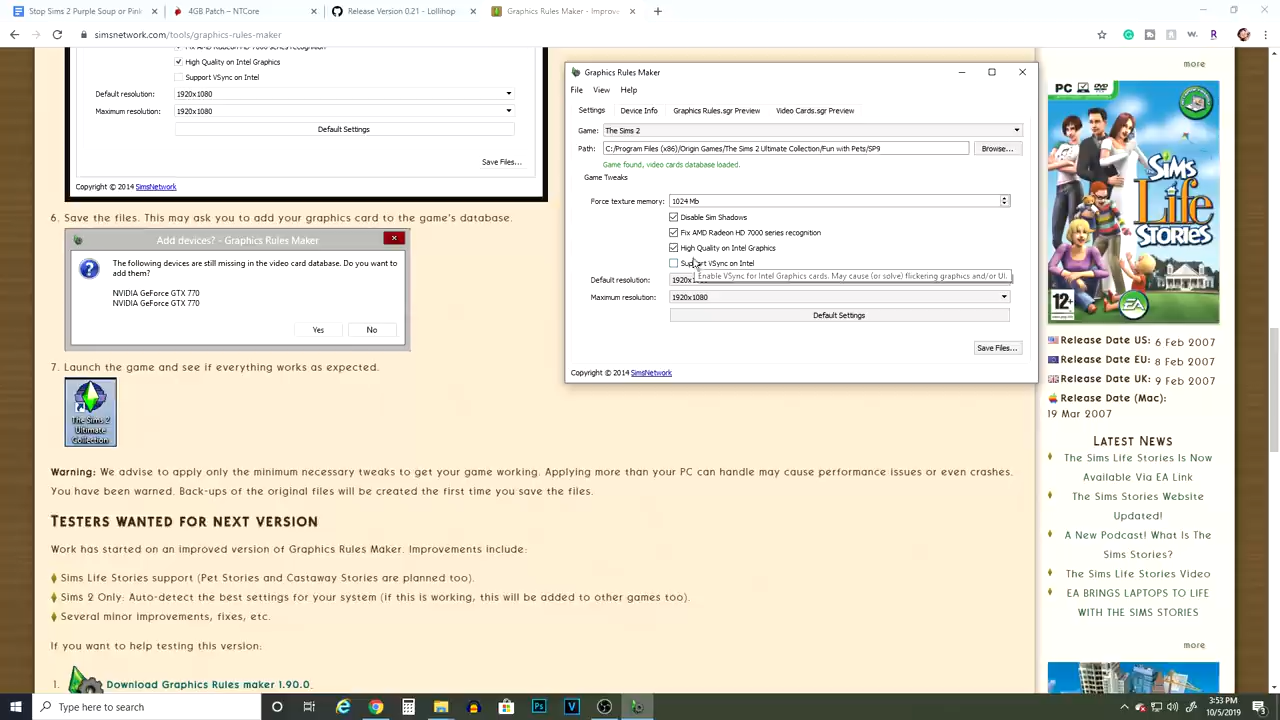 Stop Sims 2 Purple Soup or Pink
4GB Patch – NTCore
Release Version 0.21 - Lollihop
Graphics Rules Maker - Improve
simsnetwork.com/tools/graphics-rules-maker
Fix AMD Radeon HD 7000 series recognition
High Quality on Intel Graphics
Support VSync on Intel
Default resolution: 1920x1080
Maximum resolution: 1920x1080
Default Settings
Save Files...
Copyright © 2014 SimsNetwork
6. Save the files. This may ask you to add your graphics card to the game's database.
Add devices? - Graphics Rules Maker
The following devices are still missing in the video card database. Do you want to
add them?
NVIDIA GeForce GTX 770
NVIDIA GeForce GTX 770
Yes No
7. Launch the game and see if everything works as expected.
The Sims 2
Ultimate
Collection
Warning: We advise to apply only the minimum necessary tweaks to get your game working. Applying more than your PC can handle may cause performance issues or even crashes.
You have been warned. Back-ups of the original files will be created the first time you save the files.
Testers wanted for next version
Work has started on an improved version of Graphics Rules Maker. Improvements include:
Sims Life Stories support (Pet Stories and Castaway Stories are planned too).
Sims 2 Only: Auto-detect the best settings for your system (if this is working, this will be added to other games too).
Several minor improvements, fixes, etc.
If you want to help testing this version:
1. Download Graphics Rules maker 1.90.0.
Graphics Rules Maker
File View Help
Settings Device Info Graphics Rules.sgr Preview Video Cards.sgr Preview
Game: The Sims 2
Path: C:/Program Files (x86)/Origin Games/The Sims 2 Ultimate Collection/Fun with Pets/SP9 Browse...
Game found, video cards database loaded.
Game Tweaks
Force texture memory: 1024 Mb
Disable Sim Shadows
Fix AMD Radeon HD 7000 series recognition
High Quality on Intel Graphics
Support VSync on Intel
Enable VSync for Intel Graphics cards. May cause (or solve) flickering graphics and/or UI.
Default resolution:
Maximum resolution: 1920x1080
Default Settings
Save Files...
Copyright © 2014 SimsNetwork
more
PC DVD
The
Sims
Life
Stories
12+
EA
Release Date US: 6 Feb 2007
Release Date EU: 8 Feb 2007
Release Date UK: 9 Feb 2007
Release Date (Mac):
19 Mar 2007
Latest News
The Sims Life Stories Is Now
Available Via EA Link
The Sims Stories Website
Updated!
A New Podcast! What Is The
Sims Stories?
The Sims Life Stories Video
EA BRINGS LAPTOPS TO LIFE
WITH THE SIMS STORIES
more
Type here to search
3:53 PM
10/5/2019